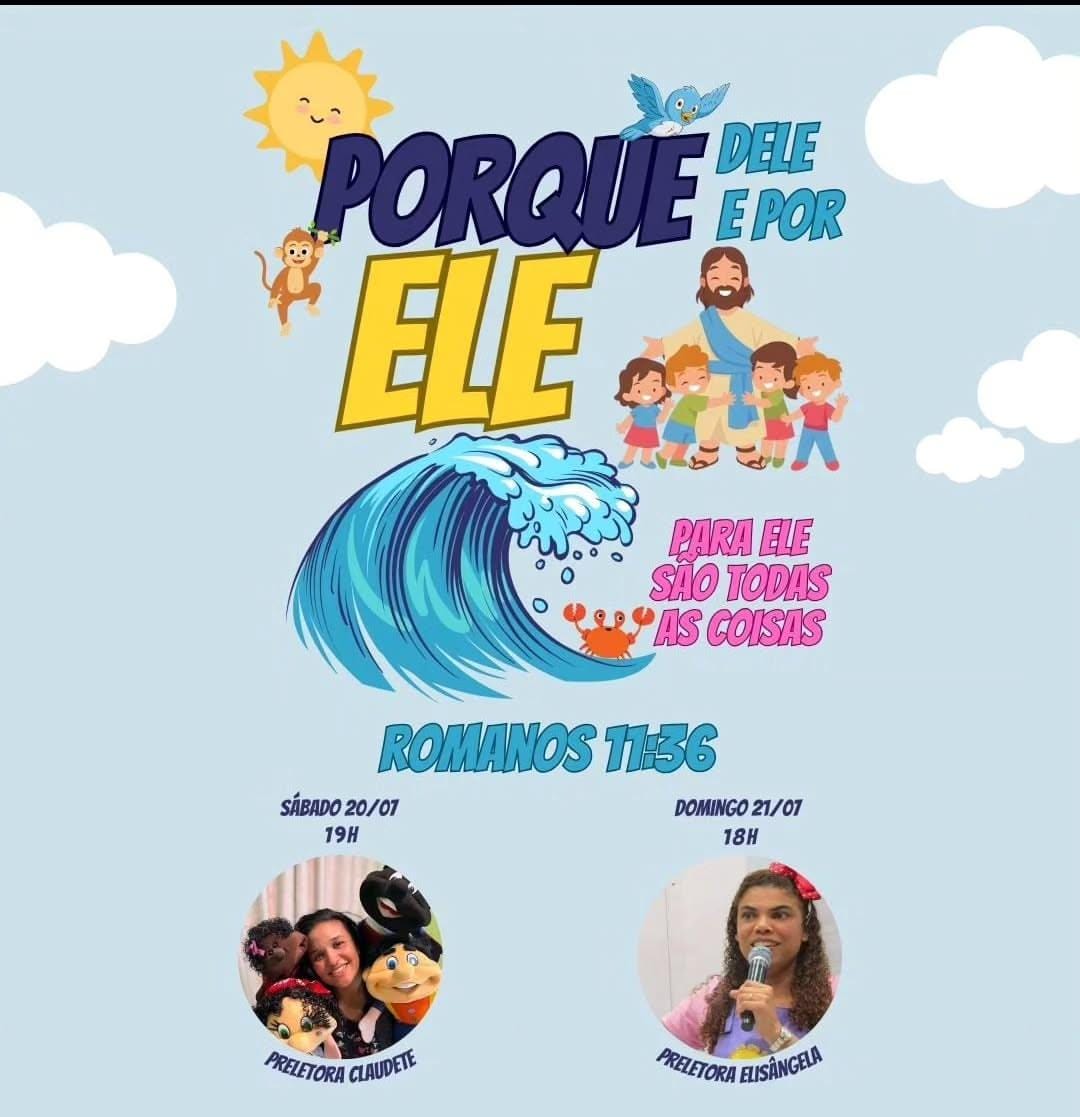 PORQUE
DELE
E POR
ELE
PARA ELE
SÃO TODAS
AS COISAS
ROMANOS 11:36
SÁBADO 20/07
19H
PRELETORA CLAUDETE
DOMINGO 21/07
18H
PRELETORA ELISÂNGELA